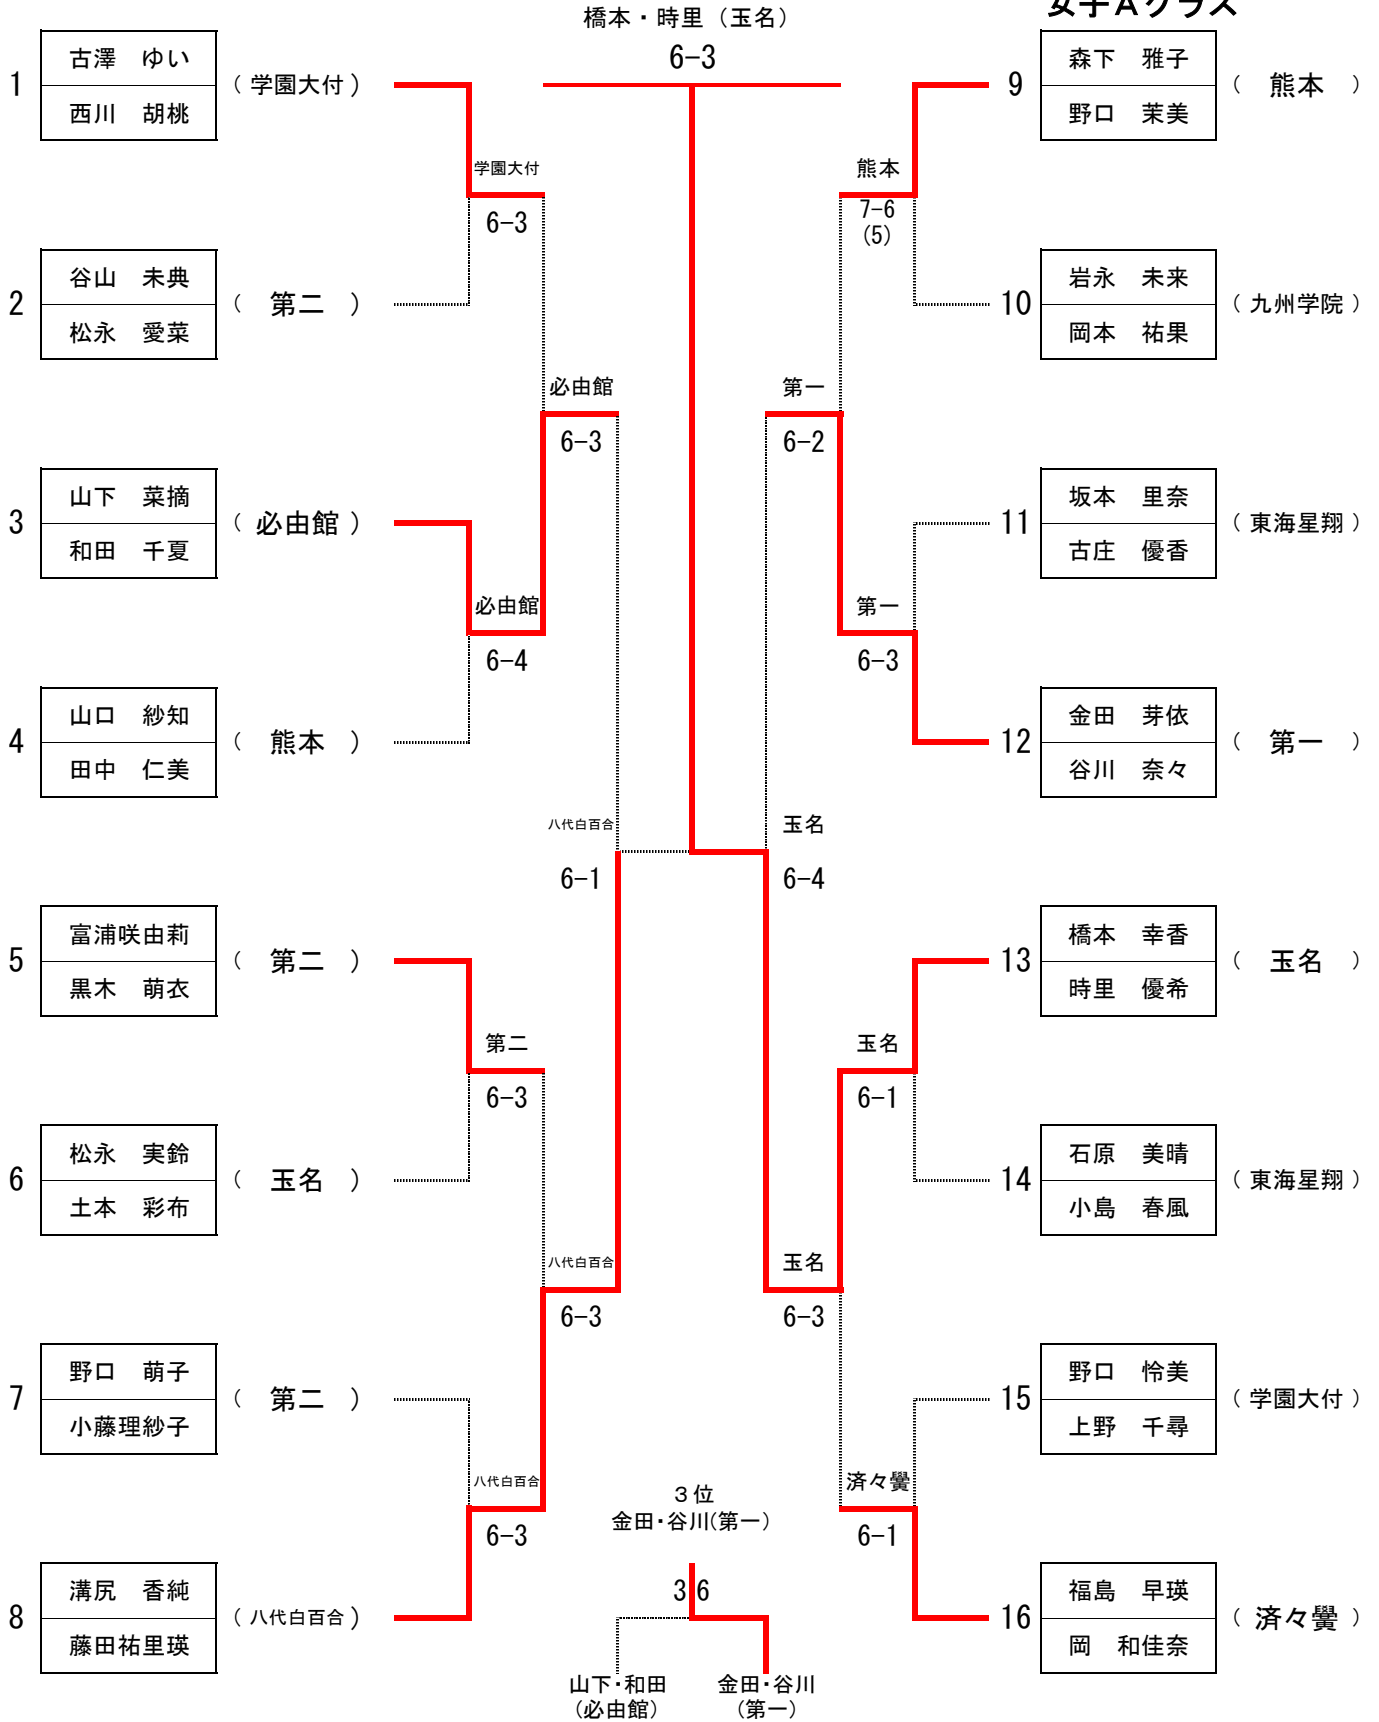 女子Aクラス
橋本・時里（玉名）
6-3
1
古澤　ゆい
西川　胡桃
（学園大付）
学園大付
6-3
2
谷山　未典
松永　愛菜
（　第二　）
必由館
6-3
3
山下　菜摘
和田　千夏
（必由館）
必由館
6-4
4
山口　紗知
田中　仁美
（　熊本　）
八代白百合
6-1
5
富浦咲由莉
黒木　萌衣
（　第二　）
第二
6-3
6
松永　実鈴
土本　彩布
（　玉名　）
八代白百合
6-3
7
野口　萌子
小藤理紗子
（　第二　）
八代白百合
6-3
8
溝尻　香純
藤田祐里瑛
（八代白百合）
9
森下　雅子
野口　茉美
（　熊本　）
熊本
7-6
(5)
10
岩永　未来
岡本　祐果
（九州学院）
第一
6-2
11
坂本　里奈
古庄　優香
（東海星翔）
第一
6-3
12
金田　芽依
谷川　奈々
（　第一　）
玉名
6-4
13
橋本　幸香
時里　優希
（　玉名　）
玉名
6-1
14
石原　美晴
小島　春風
（東海星翔）
玉名
6-3
15
野口　怜美
上野　千尋
（学園大付）
済々黌
6-1
16
福島　早瑛
岡　和佳奈
（済々黌）
３位
金田・谷川(第一)
3 6
山下・和田
(必由館)
金田・谷川
(第一)